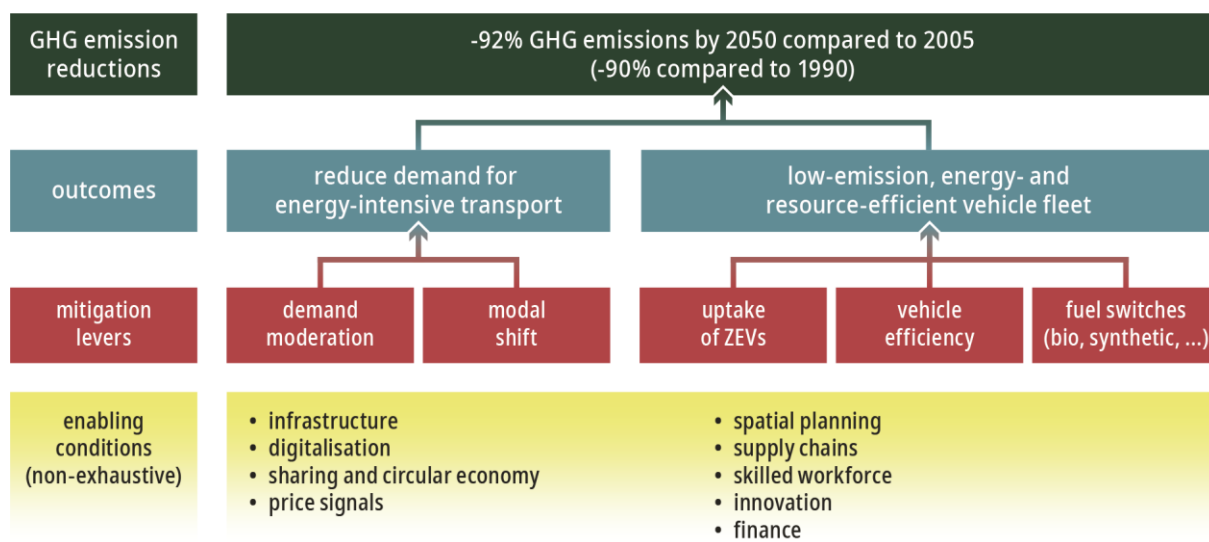 GHG emission
reductions
-92% GHG emissions by 2050 compared to 2005
(-90% compared to 1990)
outcomes
reduce demand for
energy-intensive transport
low-emission, energy- and
resource-efficient vehicle fleet
mitigation
levers
demand
moderation
modal
shift
uptake
of ZEVs
vehicle
efficiency
fuel switches
(bio, synthetic, ...)
enabling
conditions
(non-exhaustive)
• infrastructure
• digitalisation
• sharing and circular economy
• price signals
• spatial planning
• supply chains
• skilled workforce
• innovation
• finance